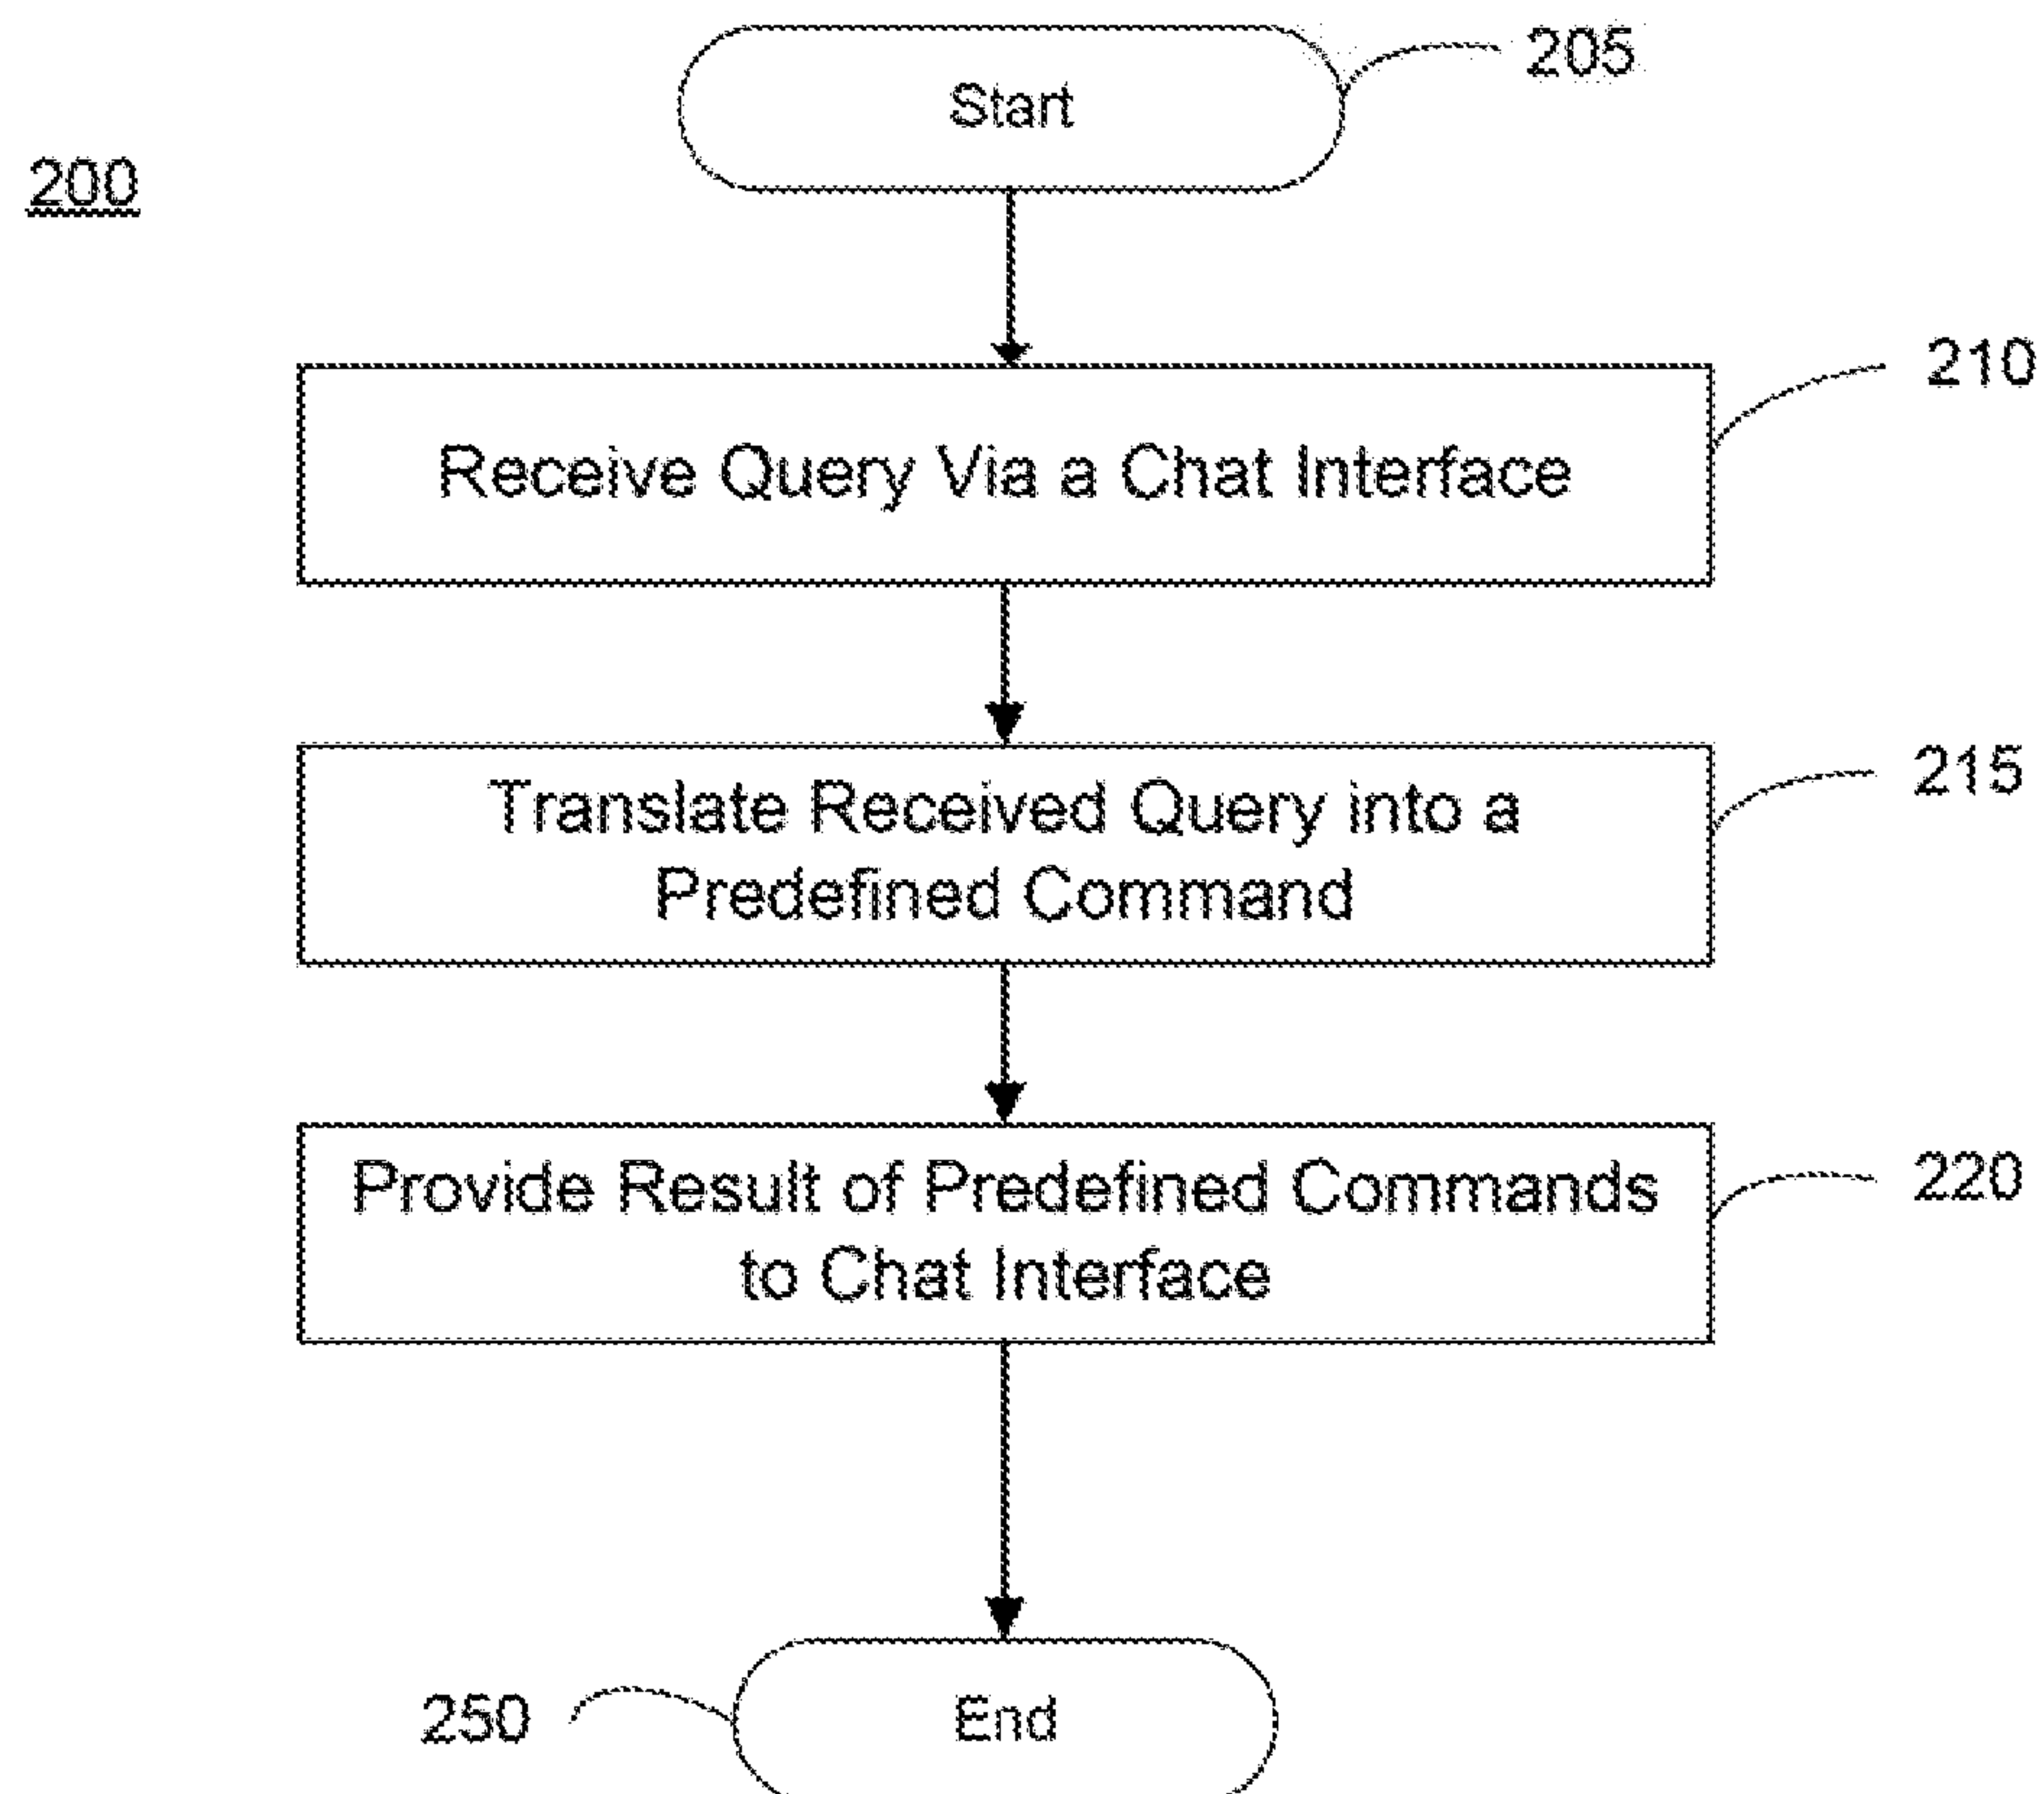 Start
205
200
Receive Query Via a Chat Interface
210
Translate Received Query into a
Predefined Command
215
Provide Result of Predefined Commands
to Chat Interface
220
250
End